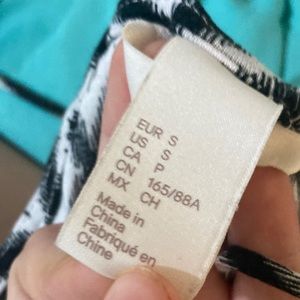 EUR S
US S
CA P
CN 165/88A
MX CH
Made in
China
Fabriqué en
Chine